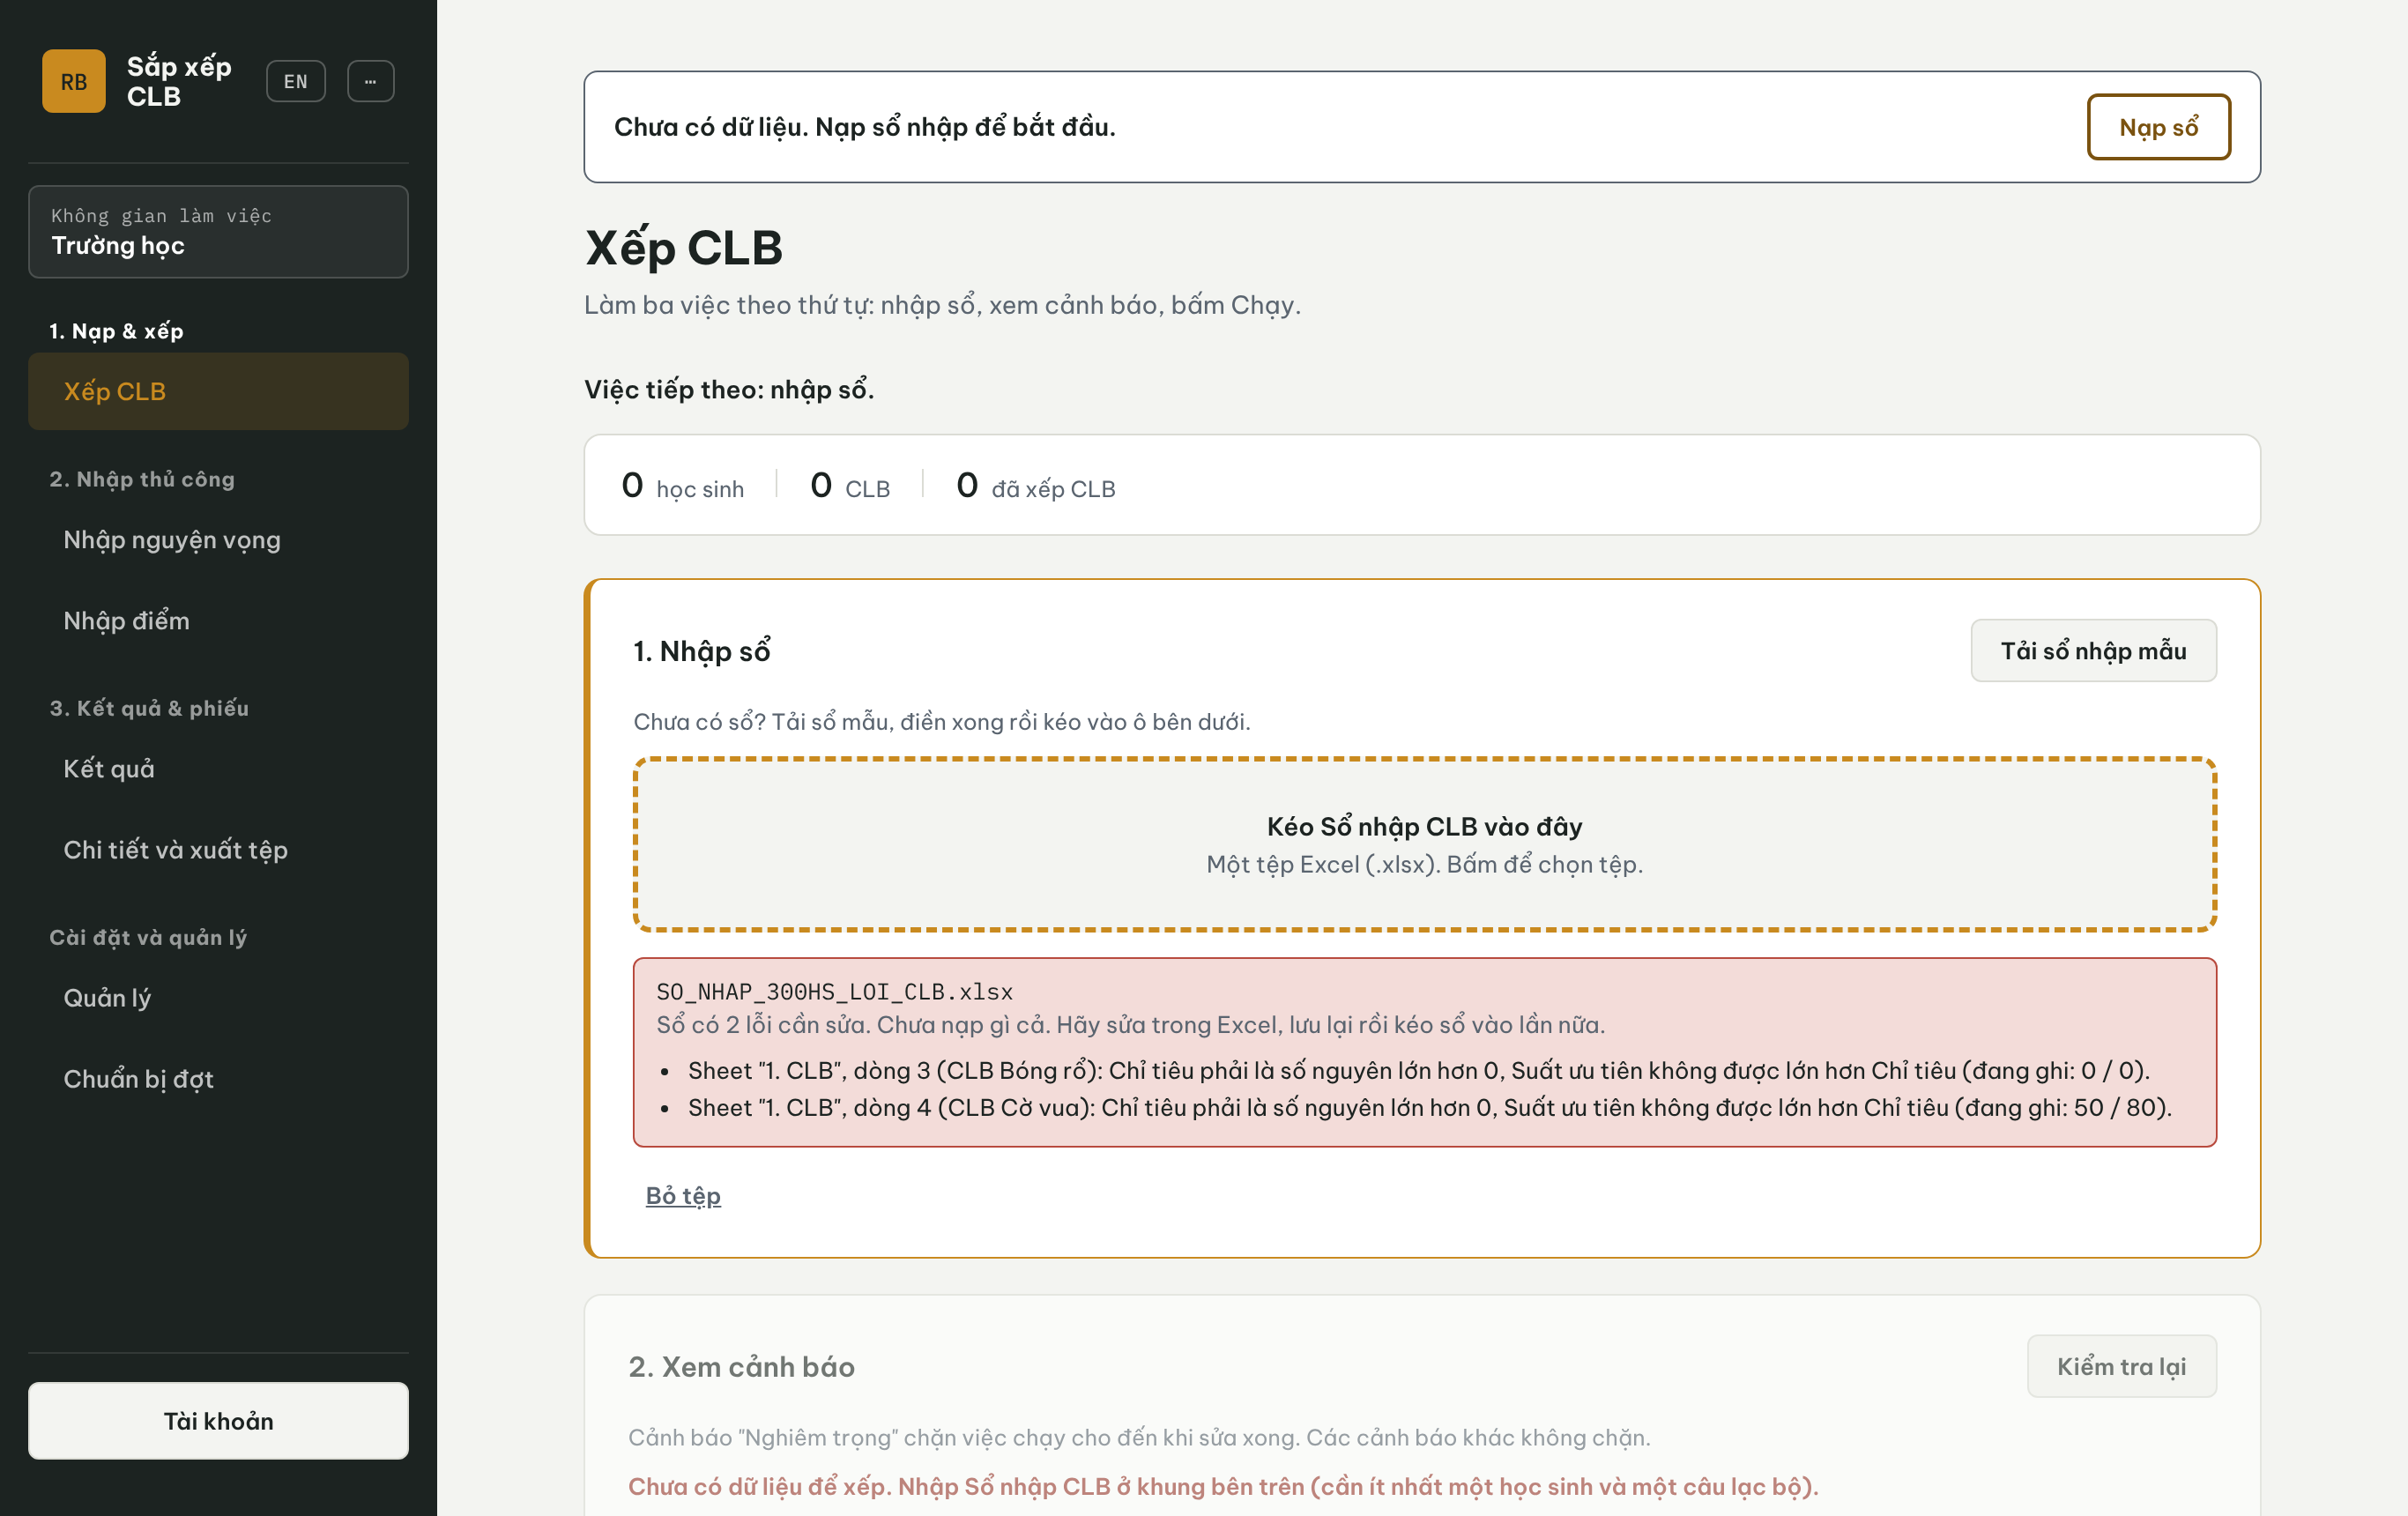 RB
Sắp xếp
CLB
EN
…
Không gian làm việc
Trường học
1. Nạp & xếp
Xếp CLB
2. Nhập thủ công
Nhập nguyện vọng
Nhập điểm
3. Kết quả & phiếu
Kết quả
Chi tiết và xuất tệp
Cài đặt và quản lý
Quản lý
Chuẩn bị đợt
Tài khoản
Chưa có dữ liệu. Nạp sổ nhập để bắt đầu.
Nạp sổ
Xếp CLB
Làm ba việc theo thứ tự: nhập sổ, xem cảnh báo, bấm Chạy.
Việc tiếp theo: nhập sổ.
0 học sinh
0 CLB
0 đã xếp CLB
1. Nhập sổ
Tải sổ nhập mẫu
Chưa có sổ? Tải sổ mẫu, điền xong rồi kéo vào ô bên dưới.
Kéo Sổ nhập CLB vào đây
Một tệp Excel (.xlsx). Bấm để chọn tệp.
SO_NHAP_300HS_LOI_CLB.xlsx
Sổ có 2 lỗi cần sửa. Chưa nạp gì cả. Hãy sửa trong Excel, lưu lại rồi kéo sổ vào lần nữa.
• Sheet "1. CLB", dòng 3 (CLB Bóng rổ): Chỉ tiêu phải là số nguyên lớn hơn 0, Suất ưu tiên không được lớn hơn Chỉ tiêu (đang ghi: 0 / 0).
• Sheet "1. CLB", dòng 4 (CLB Cờ vua): Chỉ tiêu phải là số nguyên lớn hơn 0, Suất ưu tiên không được lớn hơn Chỉ tiêu (đang ghi: 50 / 80).
Bỏ tệp
2. Xem cảnh báo
Kiểm tra lại
Cảnh báo "Nghiêm trọng" chặn việc chạy cho đến khi sửa xong. Các cảnh báo khác không chặn.
Chưa có dữ liệu để xếp. Nhập Sổ nhập CLB ở khung bên trên (cần ít nhất một học sinh và một câu lạc bộ).